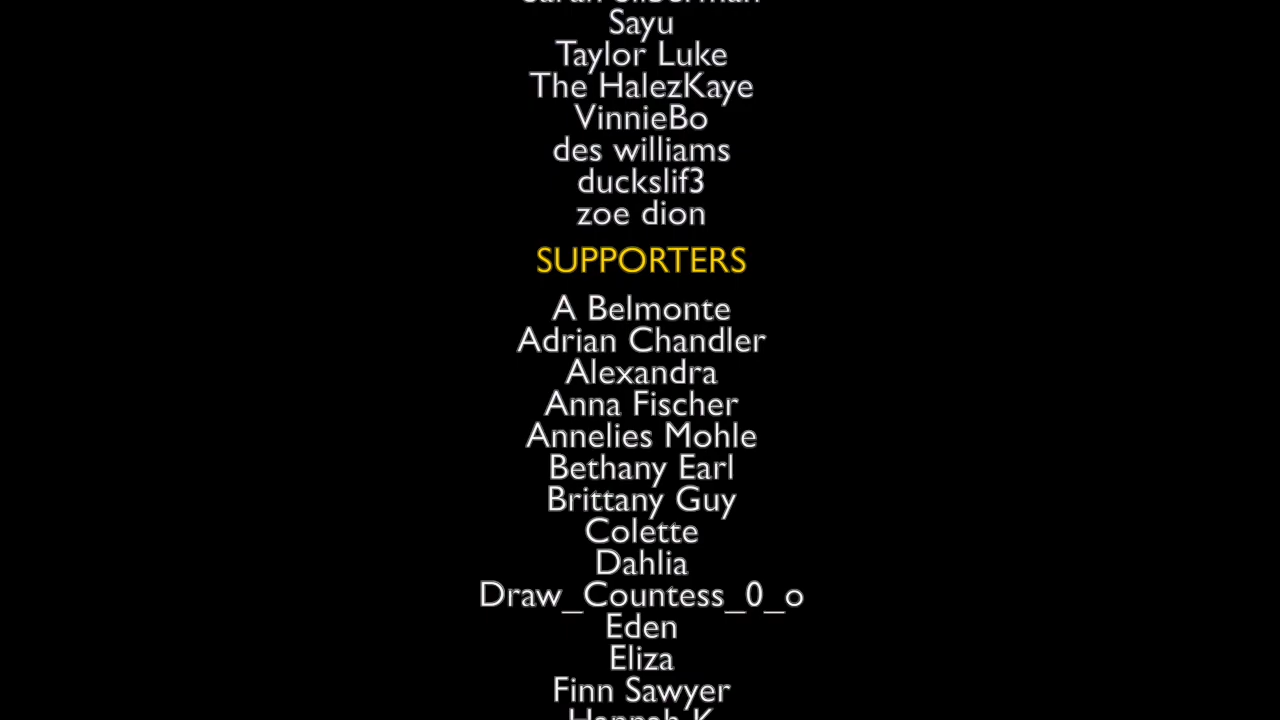 Sayu
Taylor Luke
The HalezKaye
VinnieBo
des williams
duckslif3
zoe dion
SUPPORTERS
A Belmonte
Adrian Chandler
Alexandra
Anna Fischer
Annelies Mohle
Bethany Earl
Brittany Guy
Colette
Dahlia
Draw_Countess_0_o
Eden
Eliza
Finn Sawyer
Hannah K